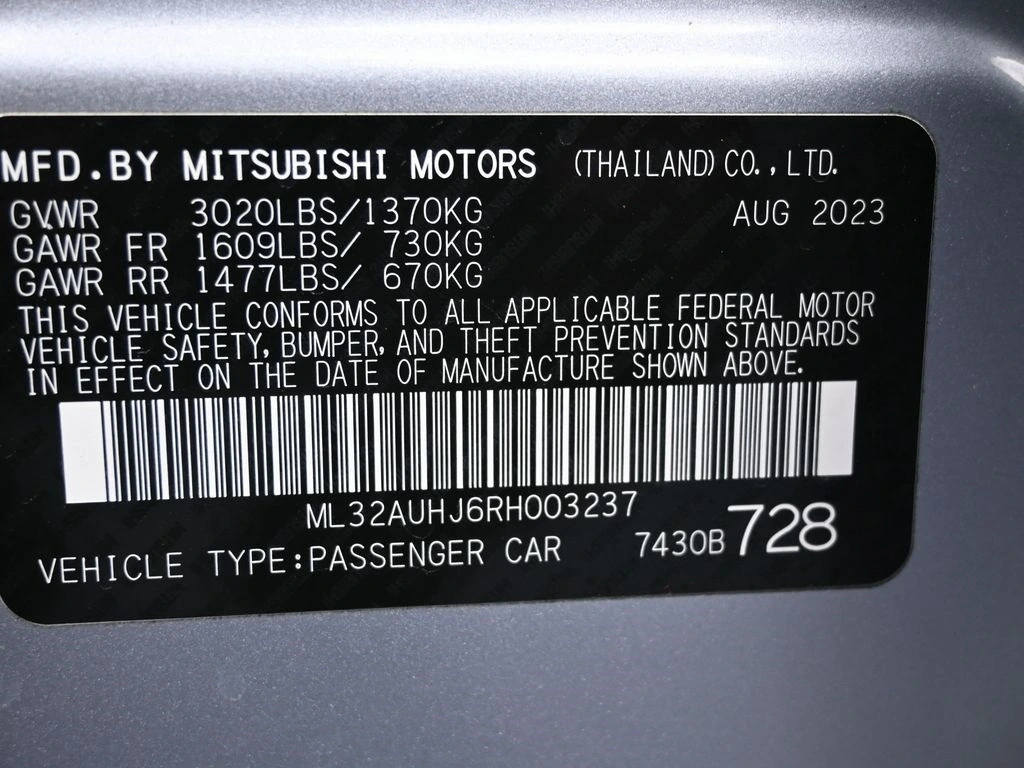 MFD.BY MITSUBISHI MOTORS (THAILAND) CO., LTD.
GVWR 3020LBS/1370KG AUG 2023
GAWR FR 1609LBS/ 730KG
GAWR RR 1477LBS/ 670KG
THIS VEHICLE CONFORMS TO ALL APPLICABLE FEDERAL MOTOR
VEHICLE SAFETY, BUMPER, AND THEFT PREVENTION STANDARDS
IN EFFECT ON THE DATE OF MANUFACTURE SHOWN ABOVE.
ML32AUHJ6RH003237
VEHICLE TYPE:PASSENGER CAR 7430B 728